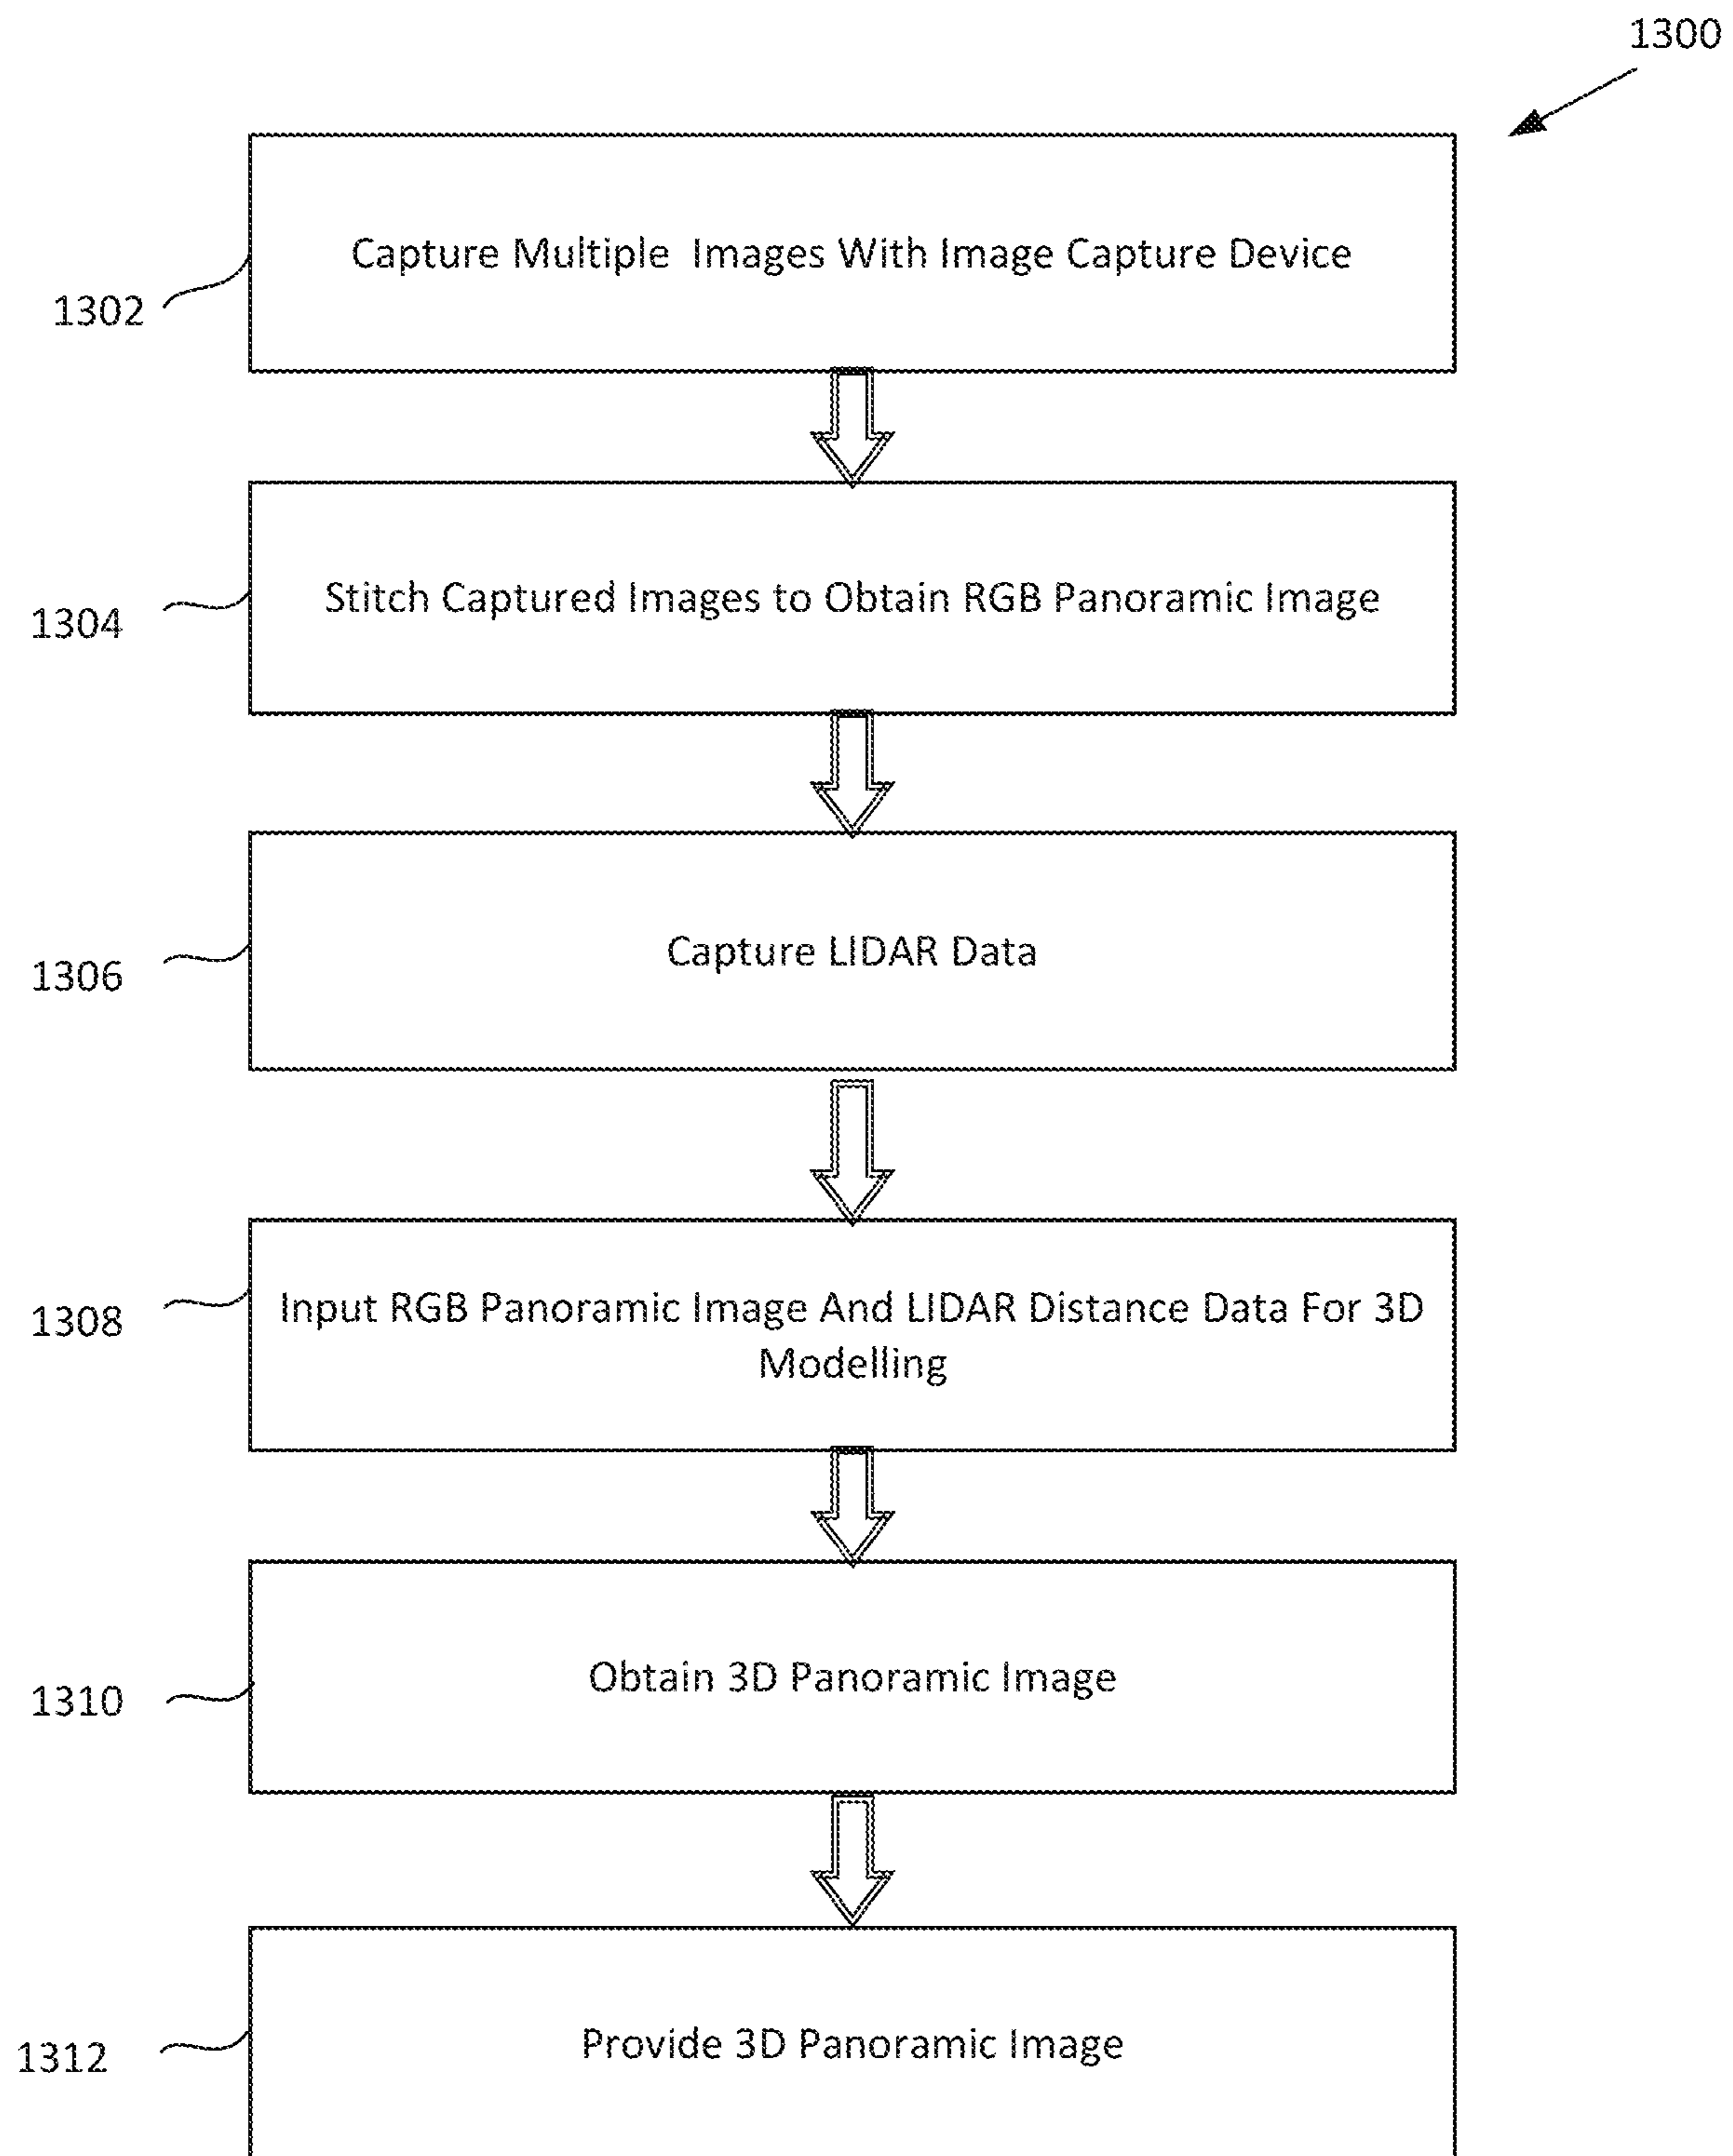 1300
Capture Multiple Images With Image Capture Device
1302
Stitch Captured Images to Obtain RGB Panoramic Image
1304
Capture LIDAR Data
1306
Input RGB Panoramic Image And LIDAR Distance Data For 3D
Modelling
1308
Obtain 3D Panoramic Image
1310
Provide 3D Panoramic Image
1312